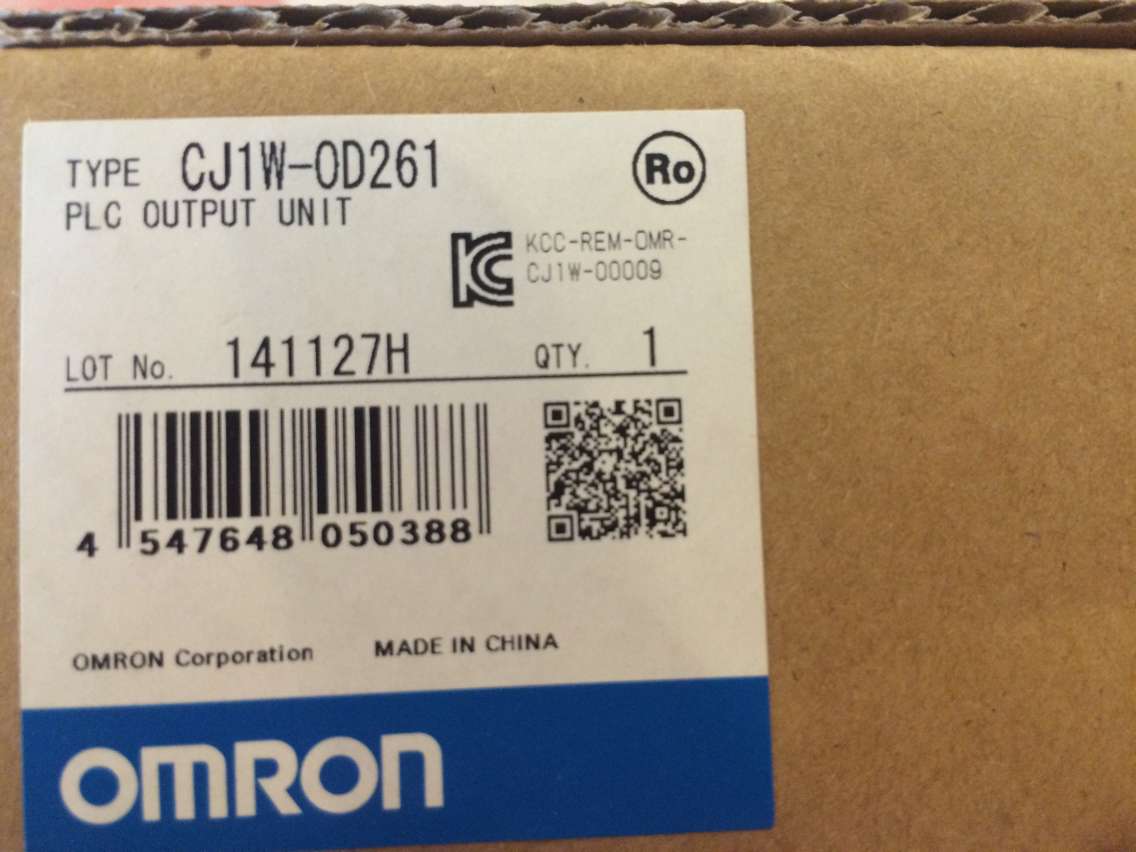 TYPE CJ1W-OD261
Ro
PLC OUTPUT UNIT
KCC-REM-OMR-
CJ1W-00009
LOT No. 141127H QTY. 1
4 547648 050388
OMRON Corporation MADE IN CHINA
OMRON